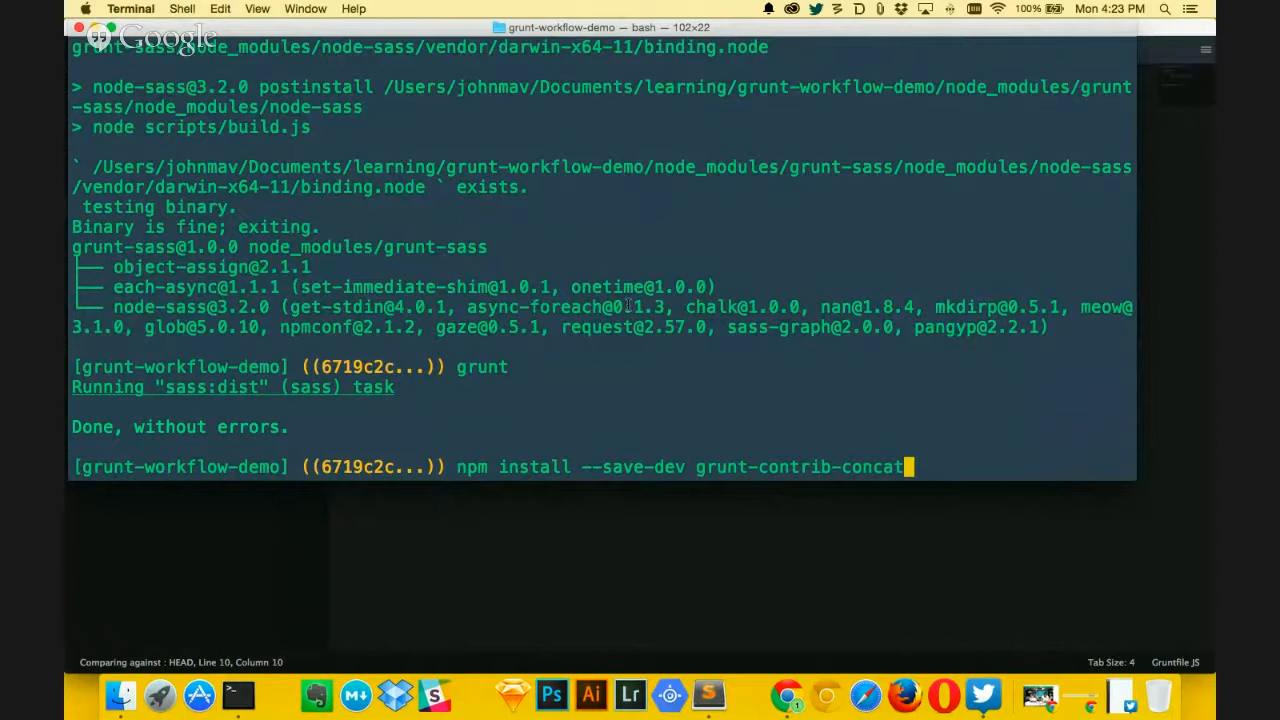 Terminal Shell Edit View Window Help 100% Mon 4:23 PM
grunt-workflow-demo — bash — 102×22
Google
grunt-sass/node_modules/node-sass/vendor/darwin-x64-11/binding.node
> node-sass@3.2.0 postinstall /Users/johnmav/Documents/learning/grunt-workflow-demo/node_modules/grunt
-sass/node_modules/node-sass
> node scripts/build.js
` /Users/johnmav/Documents/learning/grunt-workflow-demo/node_modules/grunt-sass/node_modules/node-sass
/vendor/darwin-x64-11/binding.node ` exists.
testing binary.
Binary is fine; exiting.
grunt-sass@1.0.0 node_modules/grunt-sass
├── object-assign@2.1.1
├── each-async@1.1.1 (set-immediate-shim@1.0.1, onetime@1.0.0)
└── node-sass@3.2.0 (get-stdin@4.0.1, async-foreach@0.1.3, chalk@1.0.0, nan@1.8.4, mkdirp@0.5.1, meow@
3.1.0, glob@5.0.10, npmconf@2.1.2, gaze@0.5.1, request@2.57.0, sass-graph@2.0.0, pangyp@2.2.1)
[grunt-workflow-demo] ((6719c2c...)) grunt
Running "sass:dist" (sass) task
Done, without errors.
[grunt-workflow-demo] ((6719c2c...)) npm install --save-dev grunt-contrib-concat
Comparing against : HEAD, Line 10, Column 10 Tab Size: 4 Gruntfile JS
>_ M↓ S Ps Ai Lr S 1